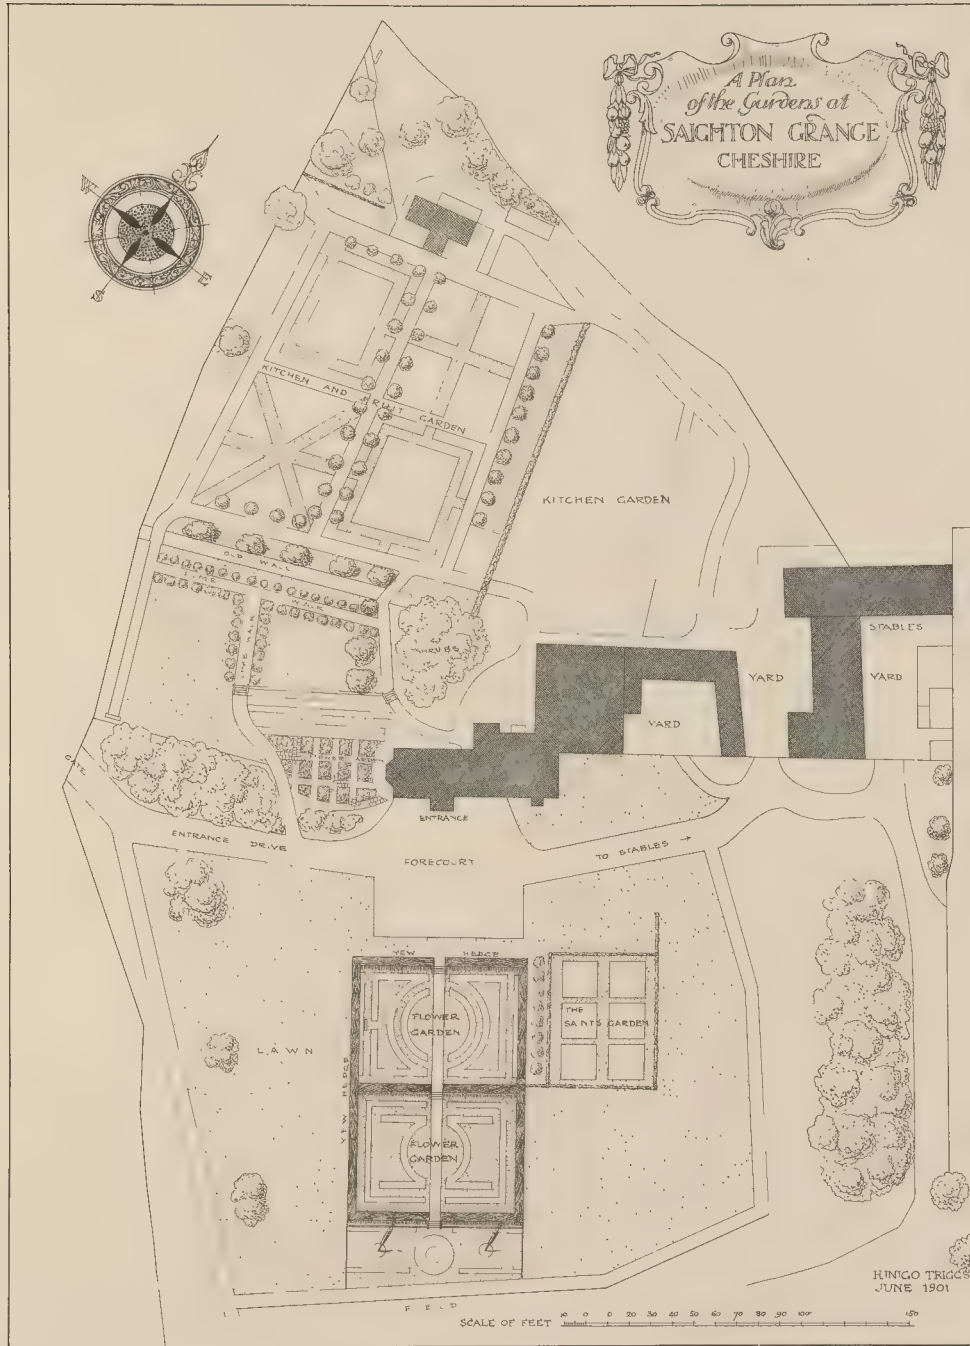 A Plan
of the Gardens at
SAIGHTON GRANGE
CHESHIRE
W
E
S
KITCHEN AND FRUIT GARDEN
KITCHEN GARDEN
OLD WALL
LIME
WALK
LIME WALK
SHRUBS
STABLES
YARD
YARD
YARD
GATE
ENTRANCE DRIVE
ENTRANCE
FORECOURT
TO STABLES →
YEW HEDGE
FLOWER
GARDEN
THE
SAINTS GARDEN
LAWN
YEW HEDGE
FLOWER
GARDEN
FIELD
H INIGO TRIGGS
JUNE 1901
SCALE OF FEET 10 0 0 20 30 40 50 60 70 80 90 100 150